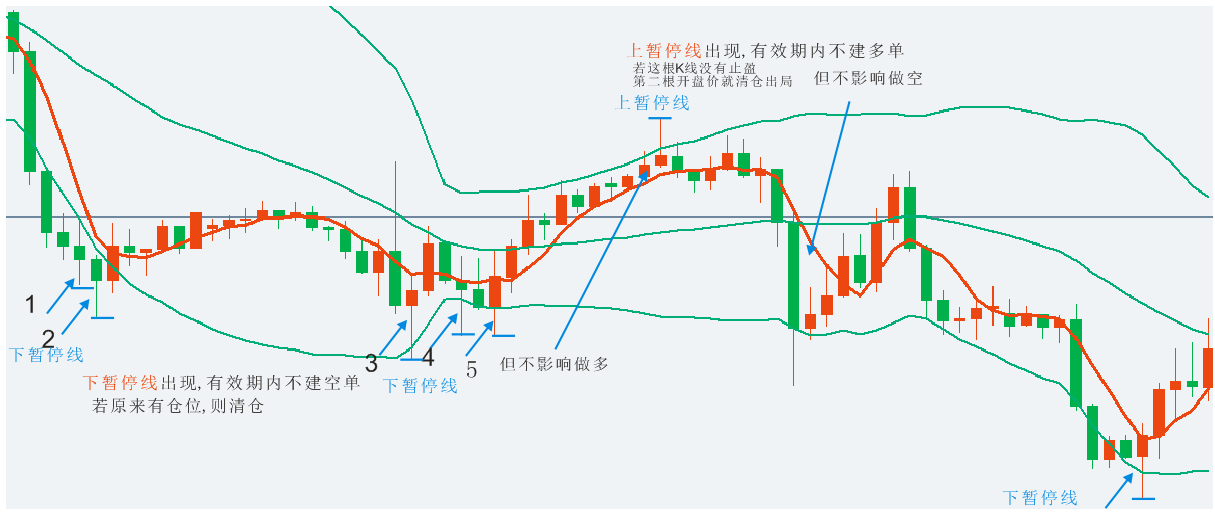 上暂停线出现,有效期内不建多单
若这根K线没有止盈
第二根开盘价就清仓出局
但不影响做空
上暂停线
1
2
下暂停线
3
4
5
但不影响做多
下暂停线出现,有效期内不建空单
若原来有仓位,则清仓
下暂停线
下暂停线